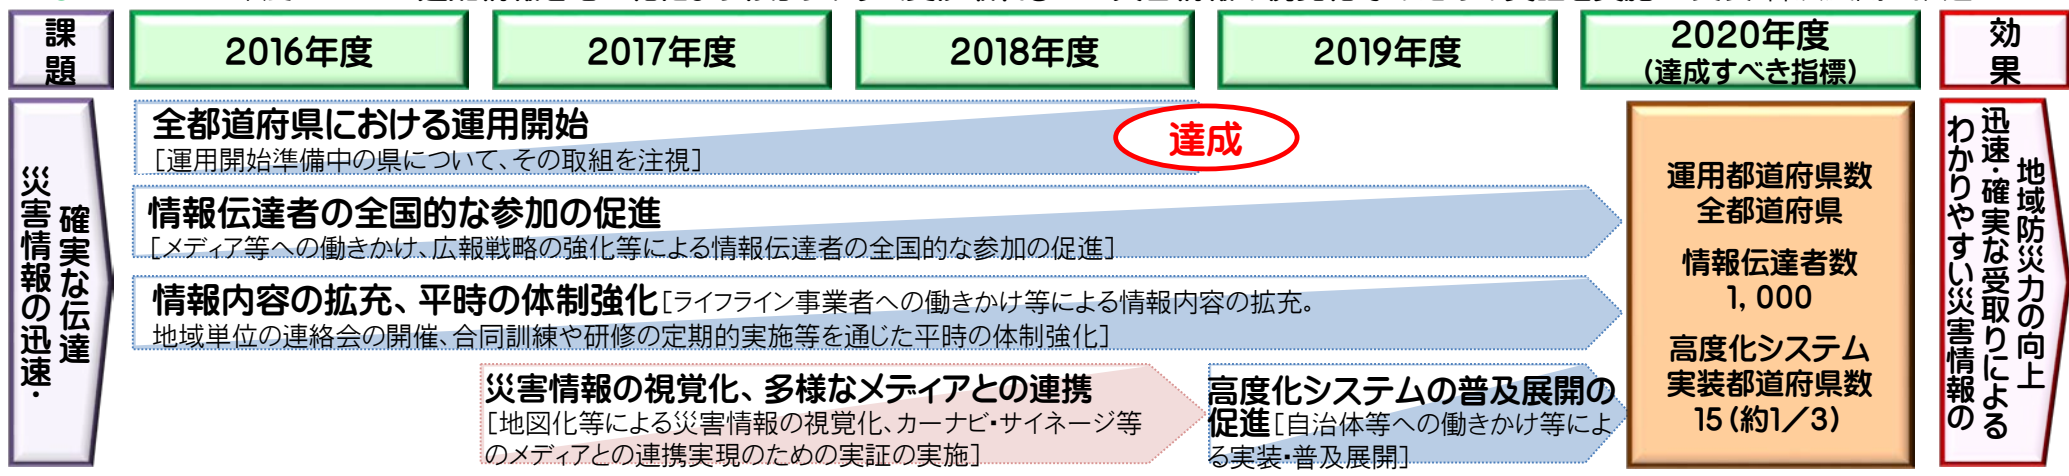 課
題
2016年度
2017年度
2018年度
2019年度
2020年度
(達成すべき指標)
効
果
災害情報の迅速・
確実な伝達
全都道府県における運用開始
[運用開始準備中の県について、その取組を注視]
達成
情報伝達者の全国的な参加の促進
[メディア等への働きかけ、広報戦略の強化等による情報伝達者の全国的な参加の促進]
情報内容の拡充、平時の体制強化[ライフライン事業者への働きかけ等による情報内容の拡充。
地域単位の連絡会の開催、合同訓練や研修の定期的実施等を通じた平時の体制強化]
災害情報の視覚化、多様なメディアとの連携
[地図化等による災害情報の視覚化、カーナビ・サイネージ等
のメディアとの連携実現のための実証の実施]
高度化システムの普及展開の
促進[自治体等への働きかけ等によ
る実装・普及展開]
運用都道府県数
全都道府県
情報伝達者数
1,000
高度化システム
実装都道府県数
15(約1/3)
地域防災力の向上
迅速・確実な受取りによる
わかりやすい災害情報の